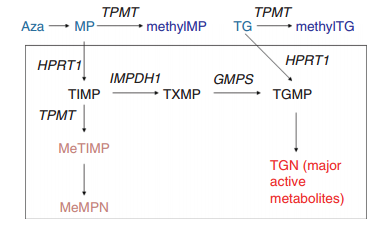 TPMT TPMT
Aza MP methylMP TG methylTG
HPRT1 HPRT1
IMPDH1 GMPS
TIMP TXMP TGMP
TPMT
MeTIMP
TGN (major
active
metabolites)
MeMPN